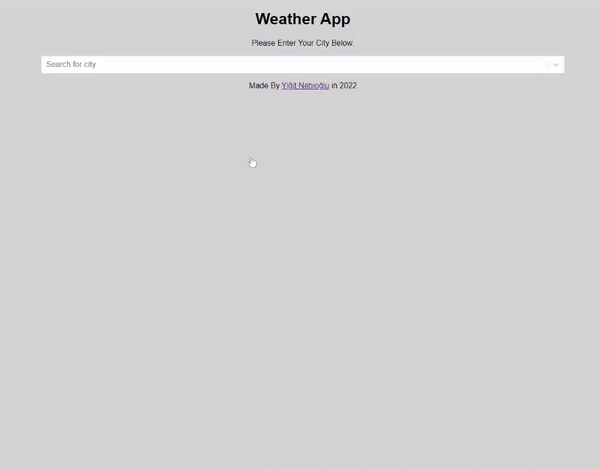 Weather App
Please Enter Your City Below.
Search for city
Made By Yiğit Nebioğlu in 2022